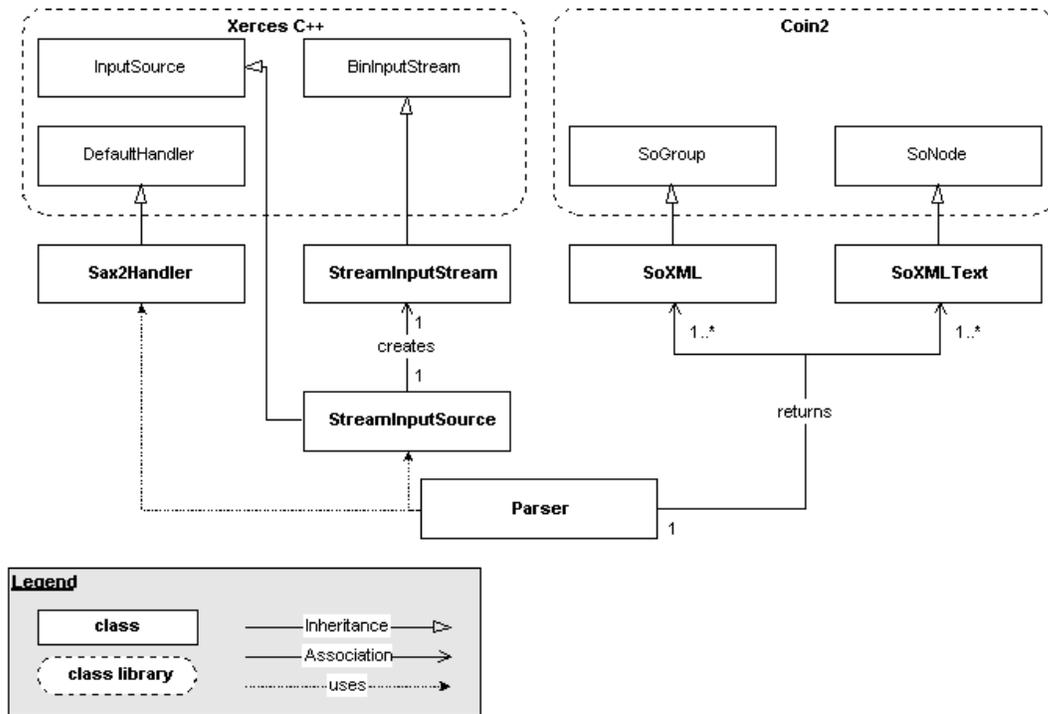 Xerces C++
Coin2
InputSource
BinInputStream
DefaultHandler
SoGroup
SoNode
Sax2Handler
StreamInputStream
SoXML
SoXMLText
1
1..*
1..*
creates
1
returns
StreamInputSource
Parser
1
Legend
class
Inheritance
Association
class library
uses